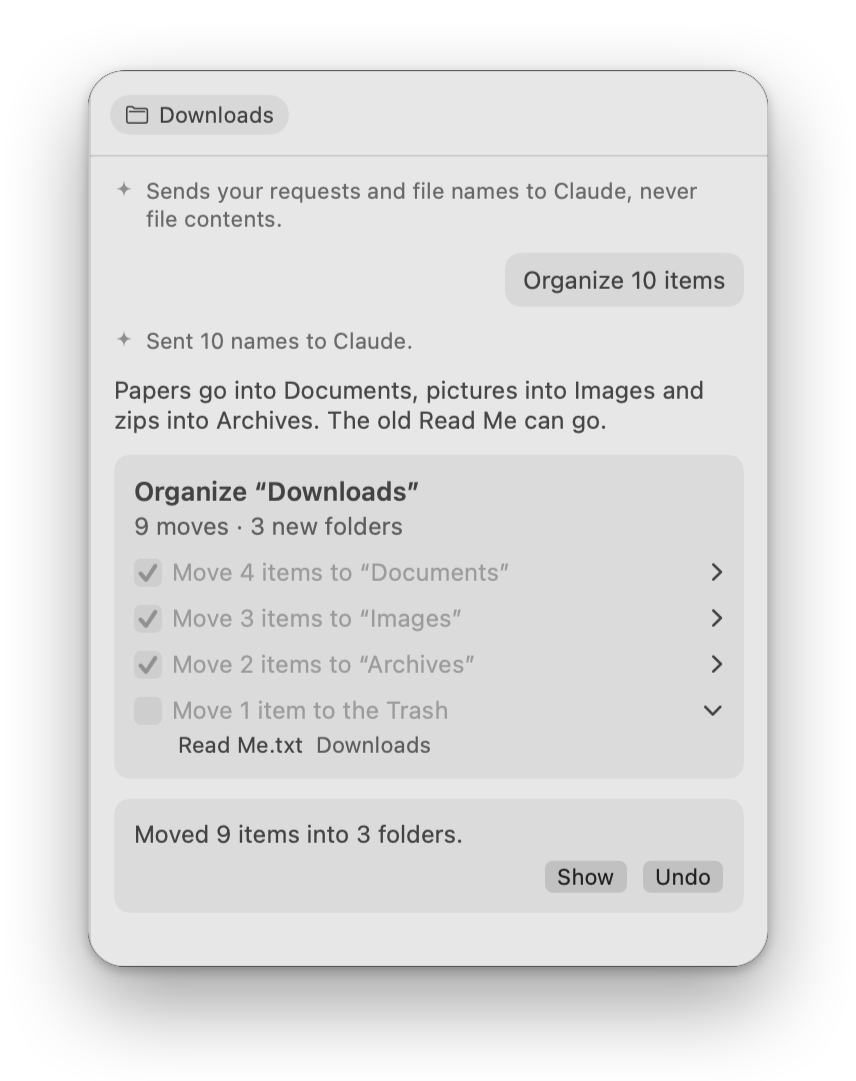 Downloads
Sends your requests and file names to Claude, never
file contents.
Organize 10 items
Sent 10 names to Claude.
Papers go into Documents, pictures into Images and
zips into Archives. The old Read Me can go.
Organize “Downloads”
9 moves · 3 new folders
Move 4 items to “Documents”
Move 3 items to “Images”
Move 2 items to “Archives”
Move 1 item to the Trash
Read Me.txt Downloads
Moved 9 items into 3 folders.
Show Undo